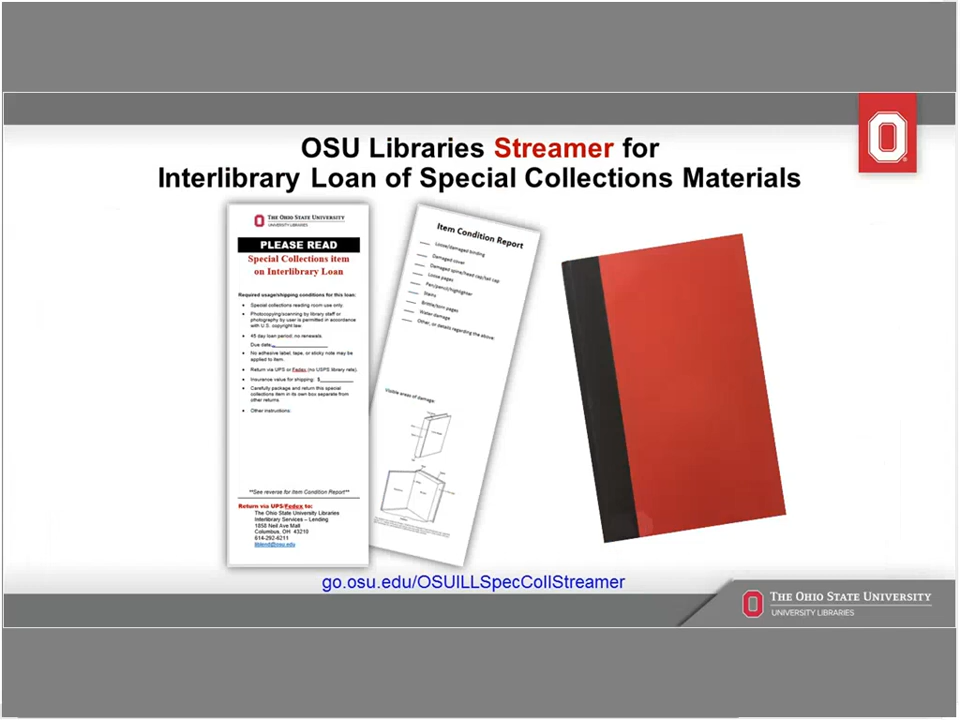 OSU Libraries Streamer for
Interlibrary Loan of Special Collections Materials
THE OHIO STATE UNIVERSITY
UNIVERSITY LIBRARIES
PLEASE READ
Special Collections item
on Interlibrary Loan
Required usage/shipping conditions for this loan:
Special collections reading room use only.
Photocopying/scanning by library staff or
photography by user is permitted in accordance
with U.S. copyright law.
45 day loan period: no renewals.
Due date:
No adhesive label, tape, or sticky note may be
applied to item.
Return via UPS or Fedex (no USPS library rate).
Insurance value for shipping: $
Carefully package and return this special
collections item in its own box separate from
other returns.
Other instructions:
**See reverse for Item Condition Report**
Return via UPS/Fedex to:
The Ohio State University Libraries
Interlibrary Services – Lending
1858 Neil Ave Mall
Columbus, OH 43210
614-292-6211
Item Condition Report
Loose/damaged binding
Damaged cover
Damaged spine/head cap/tail cap
Loose pages
Pen/pencil/highlighter
Stains
Brittle/torn pages
Water damage
Other, or details regarding the above:
Visible areas of damage:
go.osu.edu/OSUILLSpecCollStreamer
THE OHIO STATE UNIVERSITY
UNIVERSITY LIBRARIES